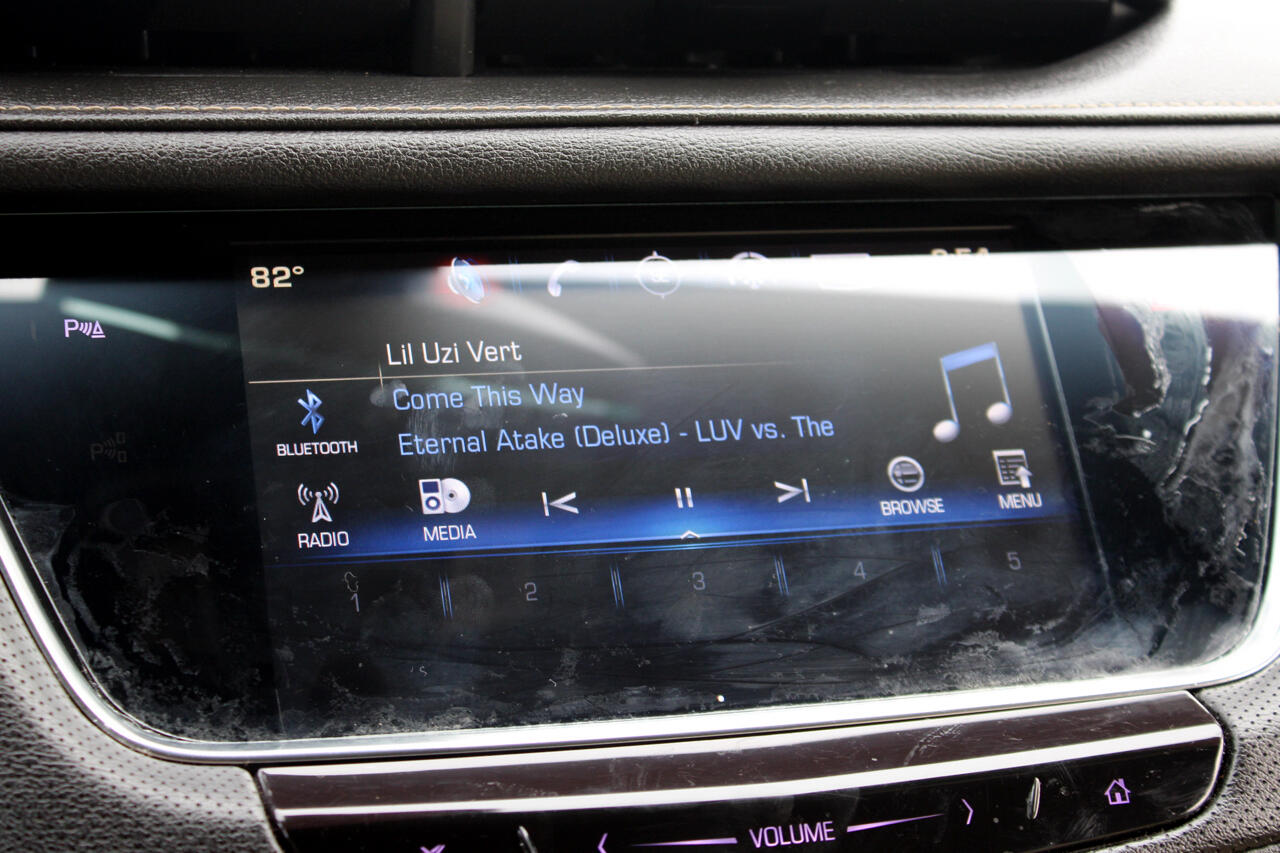 82°
P
Lil Uzi Vert
Come This Way
BLUETOOTH
Eternal Atake (Deluxe) - LUV vs. The
RADIO
MEDIA
BROWSE
MENU
1
2
3
4
5
VOLUME